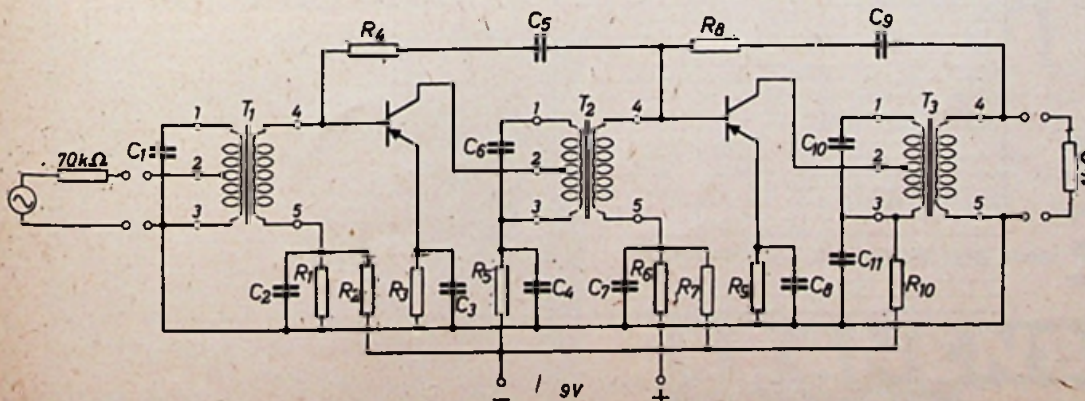 R4 C5 R8 C9
1 T1 4 1 T2 4 1 T3 4
70kΩ C1 2 C6 2 C10 2
3 5 3 5 3 5
C2 R1 R2 R3 C3 R5 C4 C7 R6 R7 R9 C8 C11 R10
9V
- +